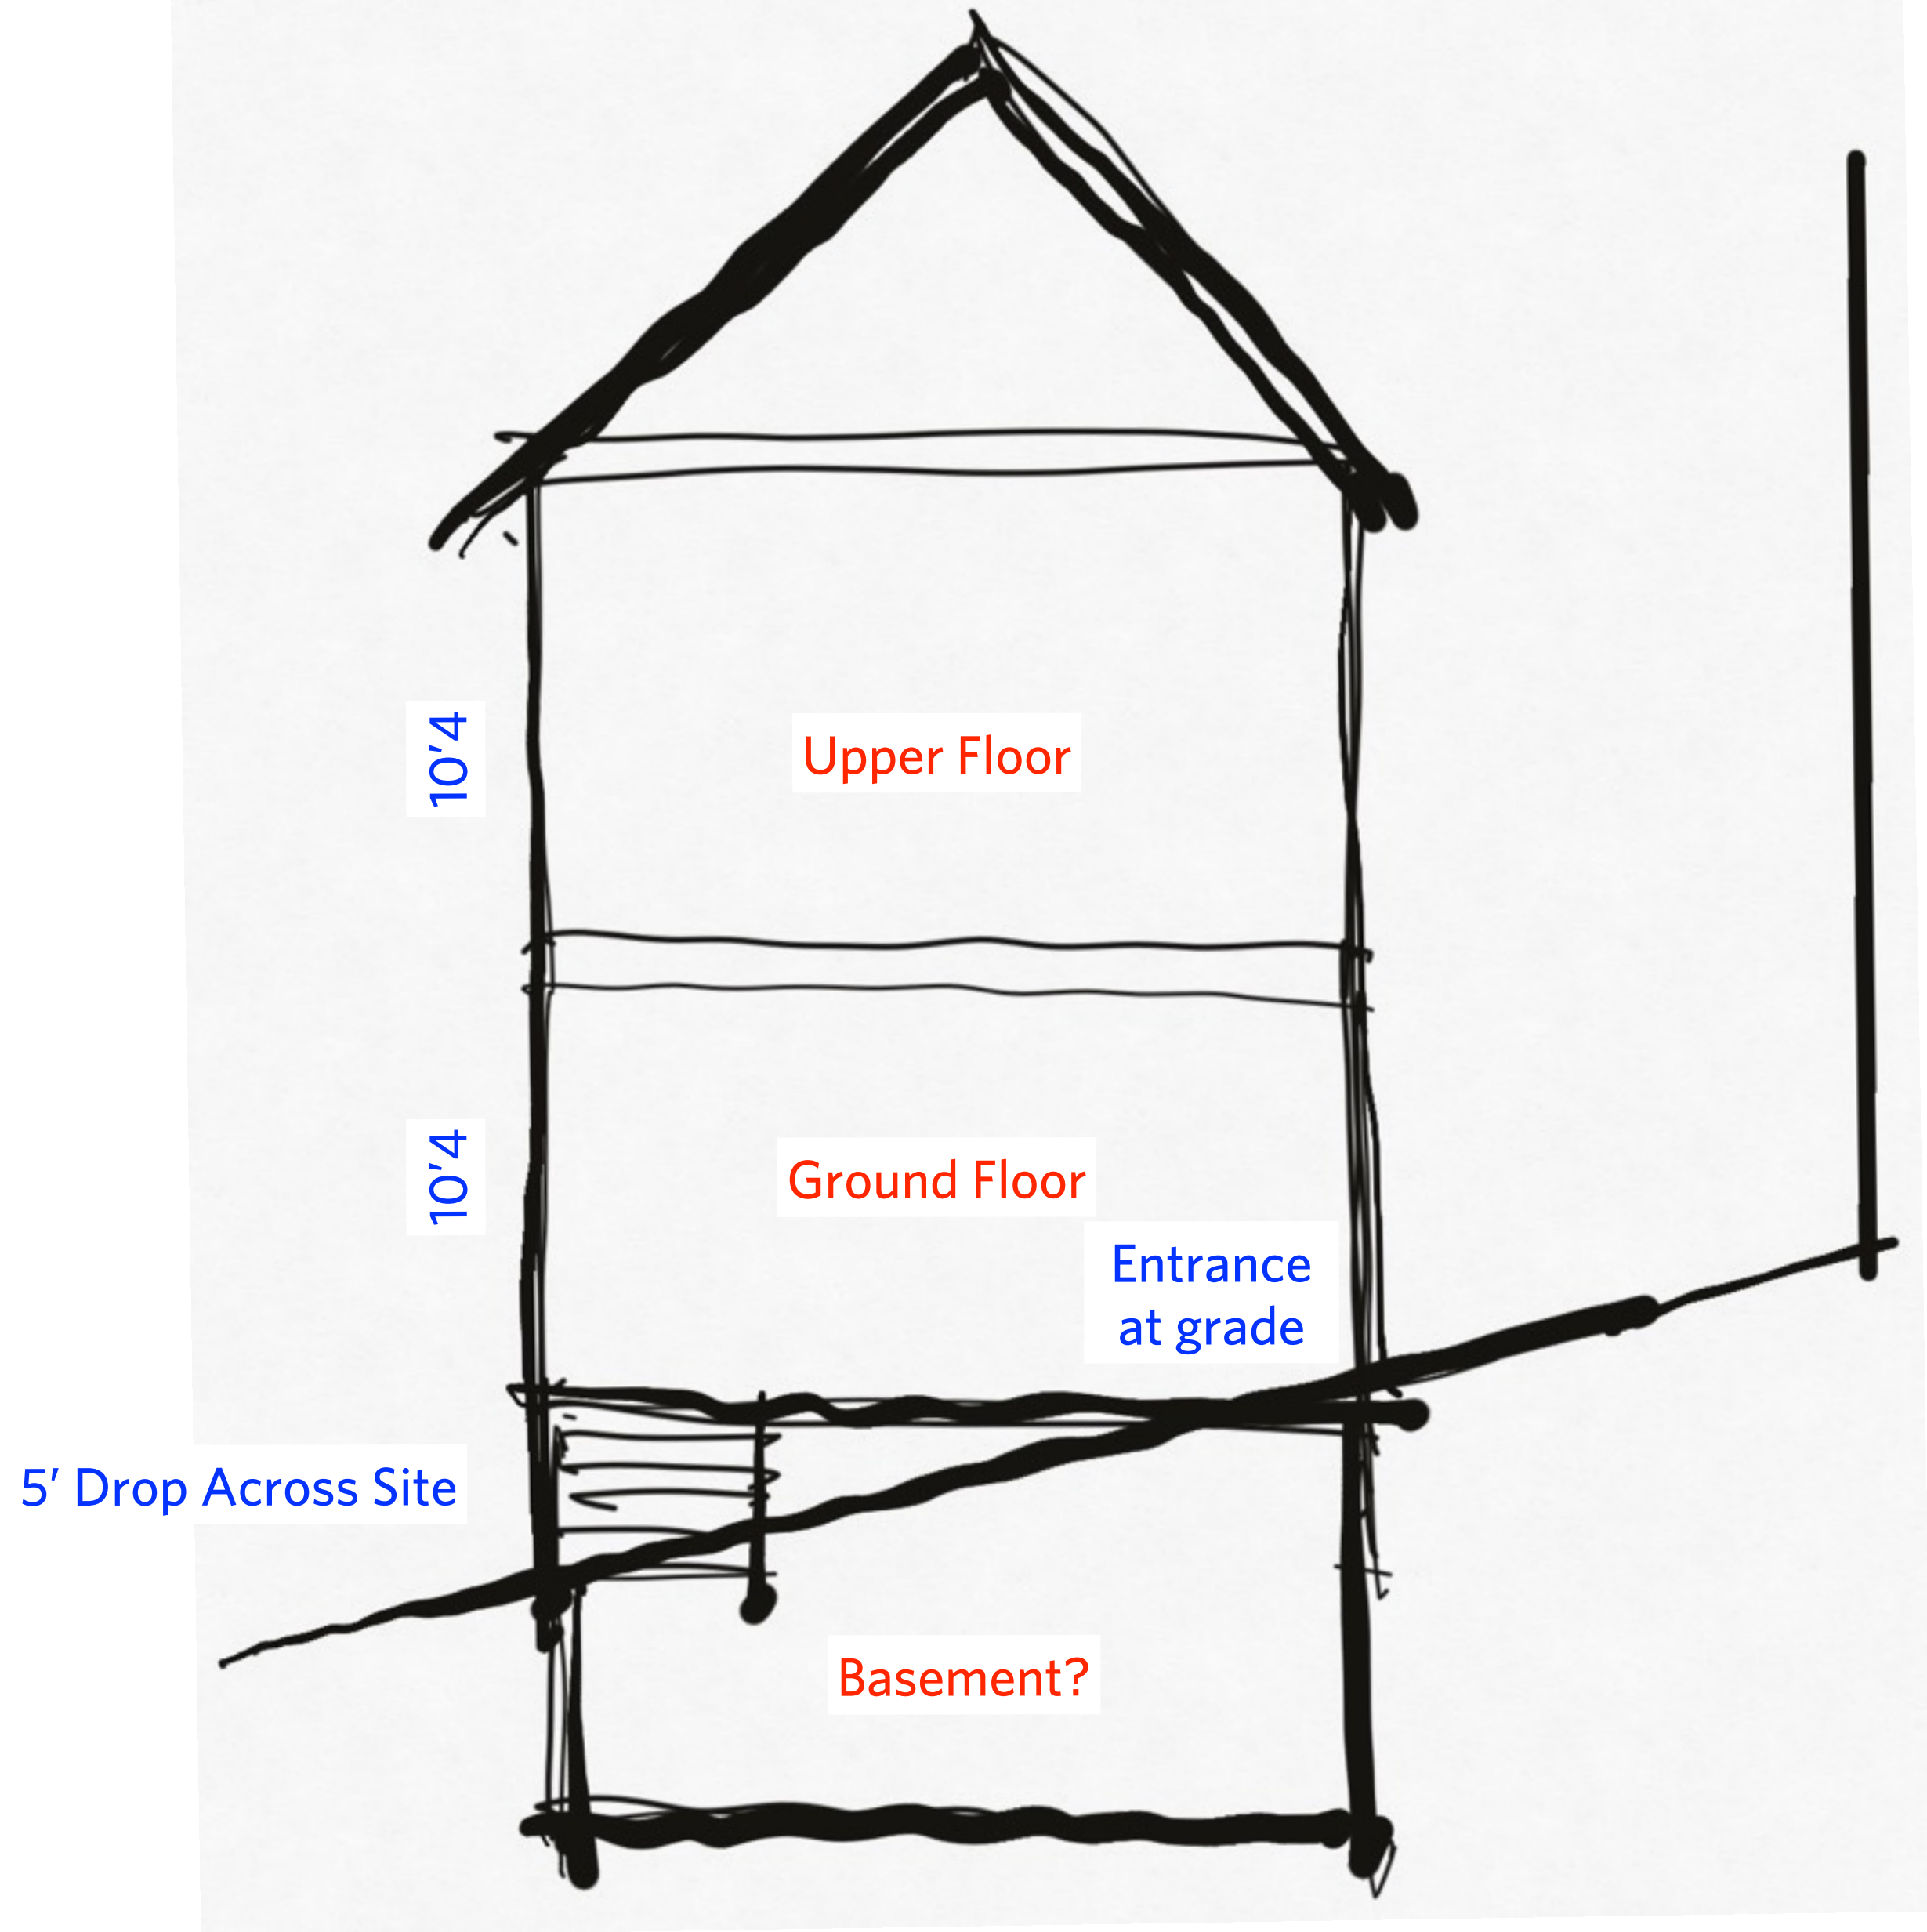 10’4
Upper Floor
10’4
Ground Floor
Entrance
at grade
5’ Drop Across Site
Basement?